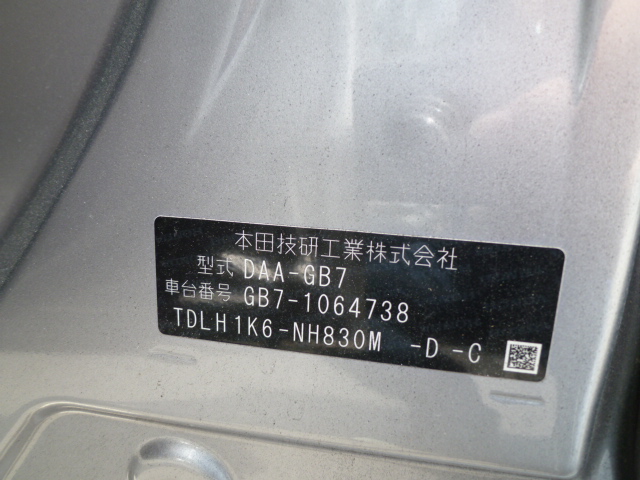 本田技研工業株式会社
型式 DAA-GB7
車台番号 GB7-1064738
TDLH1K6-NH830M -D -C